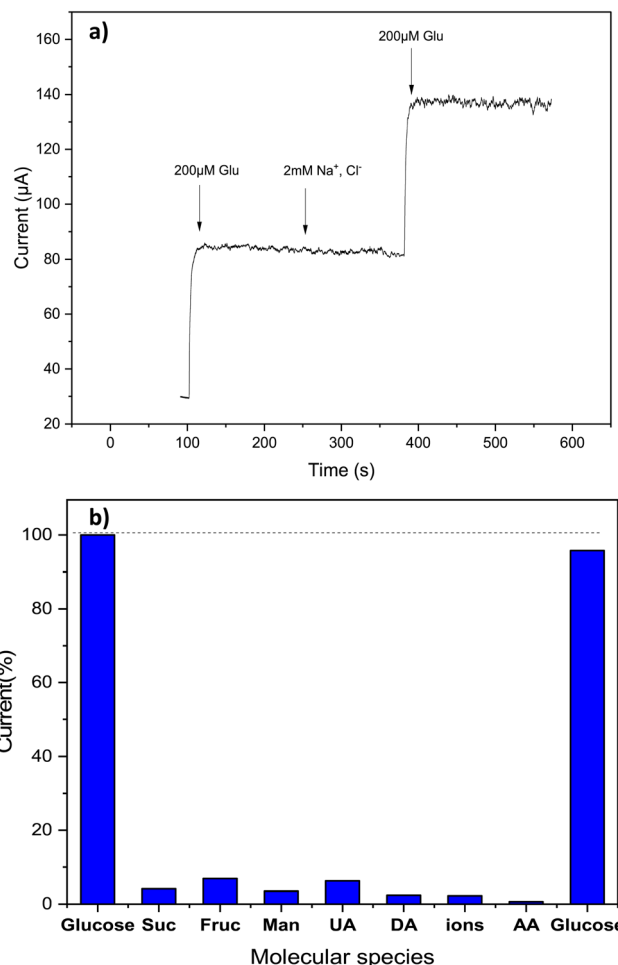 a)
200µM Glu
200µM Glu
2mM Na⁺, Cl⁻
Current (µA)
160
140
120
100
80
60
40
20
0
100
200
300
400
500
600
Time (s)
b)
Current(%)
100
80
60
40
20
0
Glucose Suc Fruc Man UA DA ions AA Glucose
Molecular species